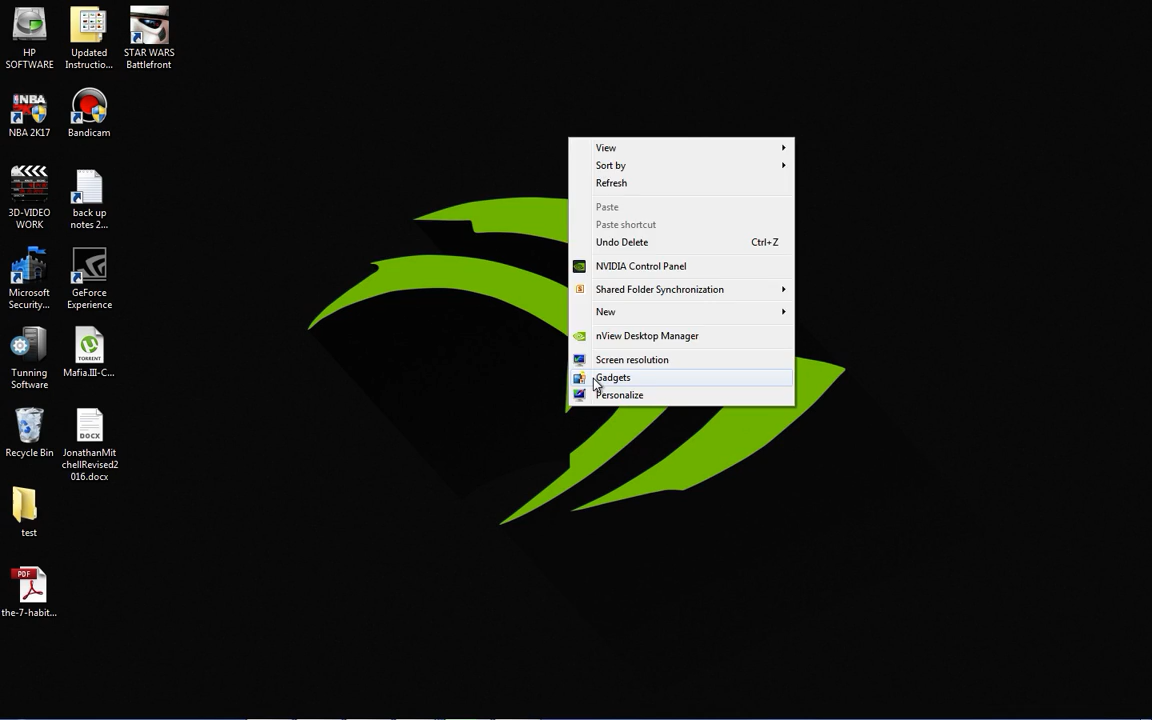 HP
SOFTWARE
Updated
Instructio...
STAR WARS
Battlefront
NBA 2K17
Bandicam
3D-VIDEO
WORK
back up
notes 2...
Microsoft
Security...
GeForce
Experience
Tunning
Software
TORRENT
Mafia.III-C...
Recycle Bin
DOCX
JonathanMit
chellRevised2
016.docx
test
PDF
the-7-habit...
View
Sort by
Refresh
Paste
Paste shortcut
Undo Delete Ctrl+Z
NVIDIA Control Panel
Shared Folder Synchronization
New
nView Desktop Manager
Screen resolution
Gadgets
Personalize